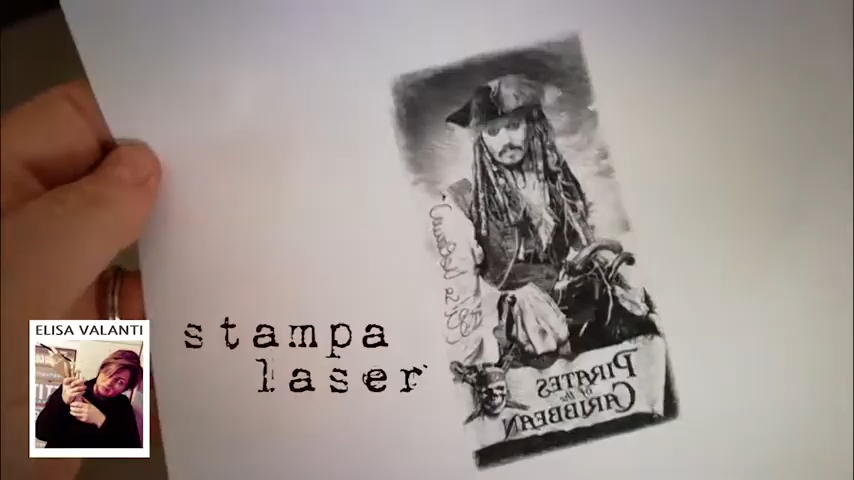 stampa
laser
ELISA VALANTI
PIRATES
of the
CARIBBEAN